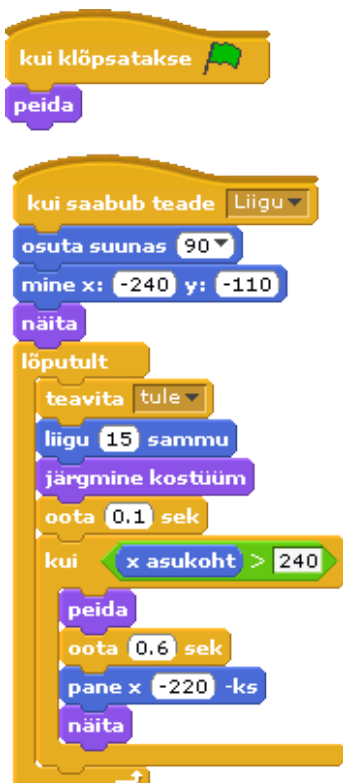 kui klõpsatakse
peida
kui saabub teade Liigu
osuta suunas 90
mine x: -240 y: -110
näita
lõputult
teavita tule
liigu 15 sammu
järgmine kostüüm
oota 0.1 sek
kui x asukoht > 240
peida
oota 0.6 sek
pane x -220 -ks
näita